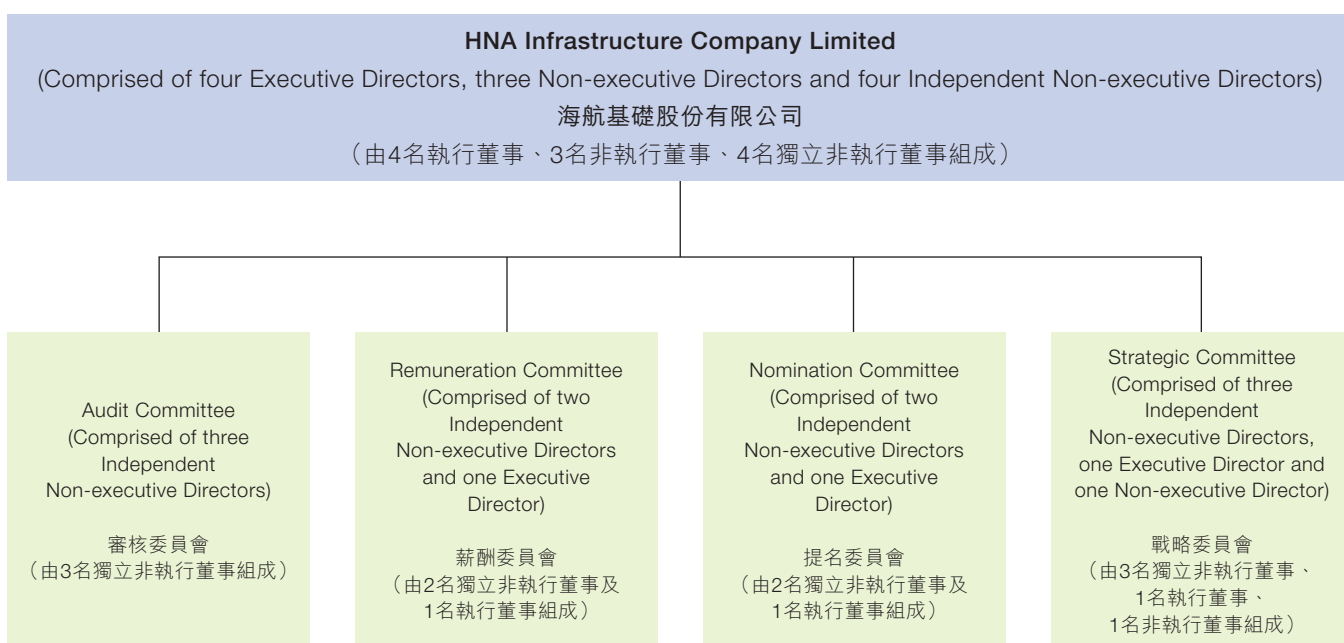 HNA Infrastructure Company Limited
(Comprised of four Executive Directors, three Non-executive Directors and four Independent Non-executive Directors)
海航基礎股份有限公司
（由4名執行董事、3名非執行董事、4名獨立非執行董事組成）
Audit Committee
(Comprised of three
Independent
Non-executive Directors)
審核委員會
（由3名獨立非執行董事組成）
Remuneration Committee
(Comprised of two
Independent
Non-executive Directors
and one Executive
Director)
薪酬委員會
（由2名獨立非執行董事及
1名執行董事組成）
Nomination Committee
(Comprised of two
Independent
Non-executive Directors
and one Executive
Director)
提名委員會
（由2名獨立非執行董事及
1名執行董事組成）
Strategic Committee
(Comprised of three
Independent
Non-executive Directors,
one Executive Director and
one Non-executive Director)
戰略委員會
（由3名獨立非執行董事、
1名執行董事、
1名非執行董事組成）